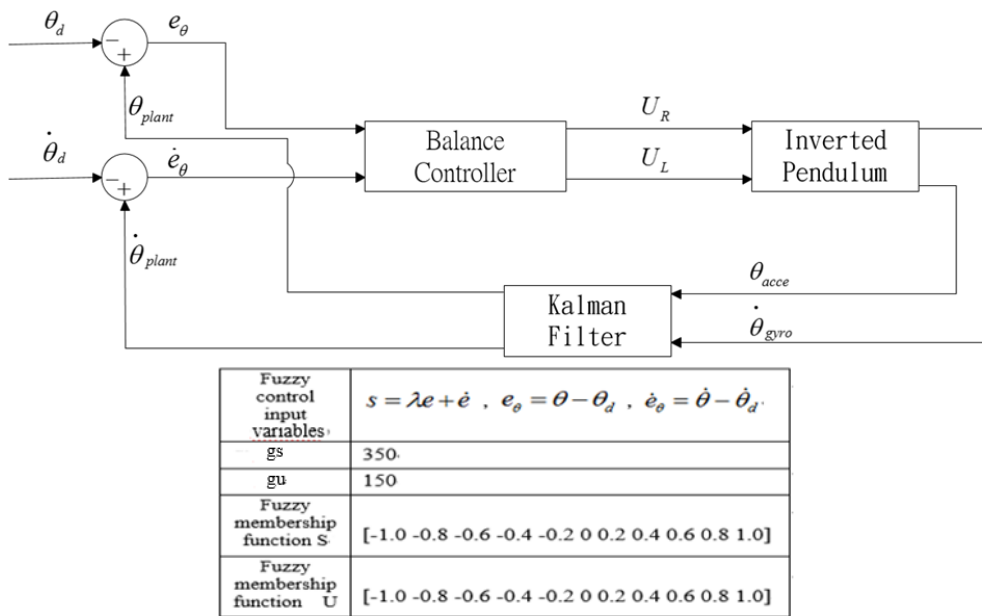 θ_d
e_θ
θ_plant
θ̇_d
ė_θ
θ̇_plant
Balance
Controller
U_R
U_L
Inverted
Pendulum
θ_acce
θ̇_gyro
Kalman
Filter
Fuzzy
control
input
variables
s = λe + ė , e_θ = θ − θ_d , ė_θ = θ̇ − θ̇_d
gs
350
gu
150
Fuzzy
membership
function S
[-1.0 -0.8 -0.6 -0.4 -0.2 0 0.2 0.4 0.6 0.8 1.0]
Fuzzy
membership
function U
[-1.0 -0.8 -0.6 -0.4 -0.2 0 0.2 0.4 0.6 0.8 1.0]